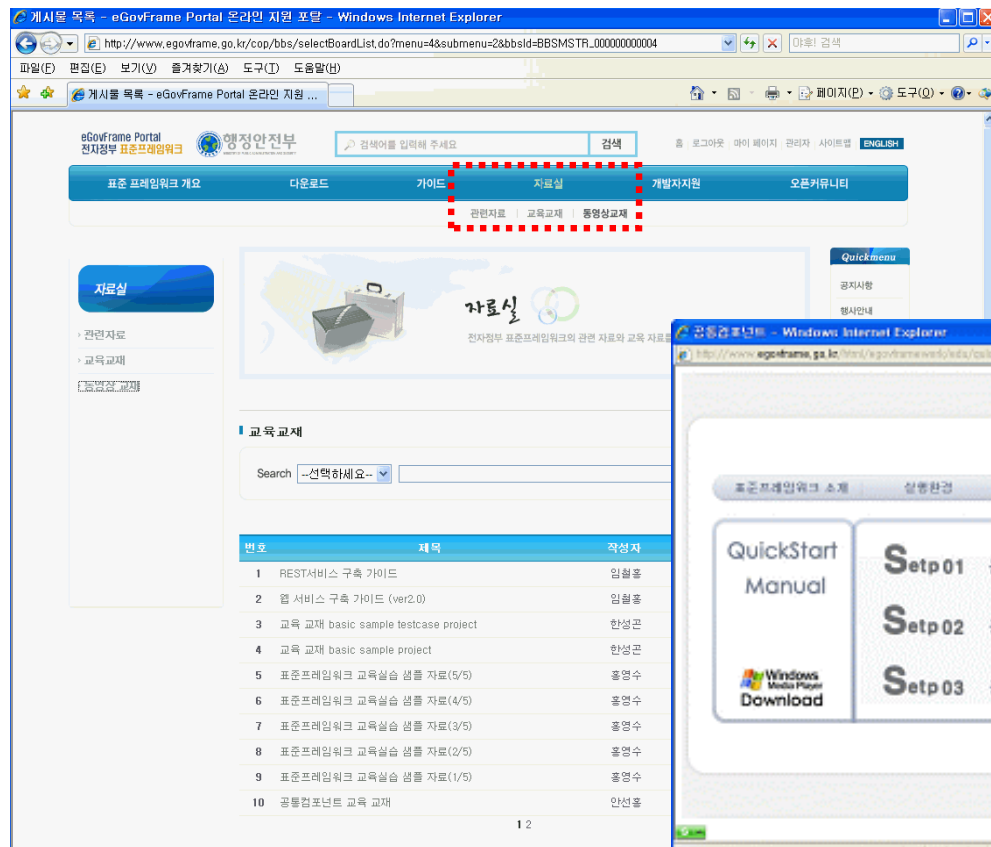 게시물 목록 - eGovFrame Portal 온라인 지원 포탈 - Windows Internet Explorer
http://www.egovframe.go.kr/cop/bbs/selectBoardList.do?menu=4&submenu=2&bbsId=BBSMSTR_000000000004
야후! 검색
파일(F) 편집(E) 보기(V) 즐겨찾기(A) 도구(T) 도움말(H)
게시물 목록 - eGovFrame Portal 온라인 지원 ...
페이지(P) 도구(O)
eGovFrame Portal
전자정부 표준프레임워크
행정안전부
검색어를 입력해 주세요
검색
홈 로그아웃 마이 페이지 관리자 사이트맵 ENGLISH
표준 프레임워크 개요 다운로드 가이드 자료실 개발자지원 오픈커뮤니티
관련자료 교육교재 동영상교재
Quickmenu
공지사항
행사안내
자료실
관련자료
교육교재
동영상 교재
자료실
전자정부 표준프레임워크의 관련 자료와 교육 자료를
교육교재
Search --선택하세요--
번호 제목 작성자
1 REST서비스 구축 가이드 임철홍
2 웹 서비스 구축 가이드 (ver2.0) 임철홍
3 교육 교재 basic sample testcase project 한성곤
4 교육 교재 basic sample project 한성곤
5 표준프레임워크 교육실습 샘플 자료(5/5) 홍영수
6 표준프레임워크 교육실습 샘플 자료(4/5) 홍영수
7 표준프레임워크 교육실습 샘플 자료(3/5) 홍영수
8 표준프레임워크 교육실습 샘플 자료(2/5) 홍영수
9 표준프레임워크 교육실습 샘플 자료(1/5) 홍영수
10 공통컴포넌트 교육 교재 안선홍
1 2
공통컴포넌트 - Windows Internet Explorer
http://www.egovframe.go.kr/html/egovframework/edu/
표준프레임워크 소개 실행환경
QuickStart
Manual
Setp 01
Setp 02
Setp 03
Windows
Media Player
Download